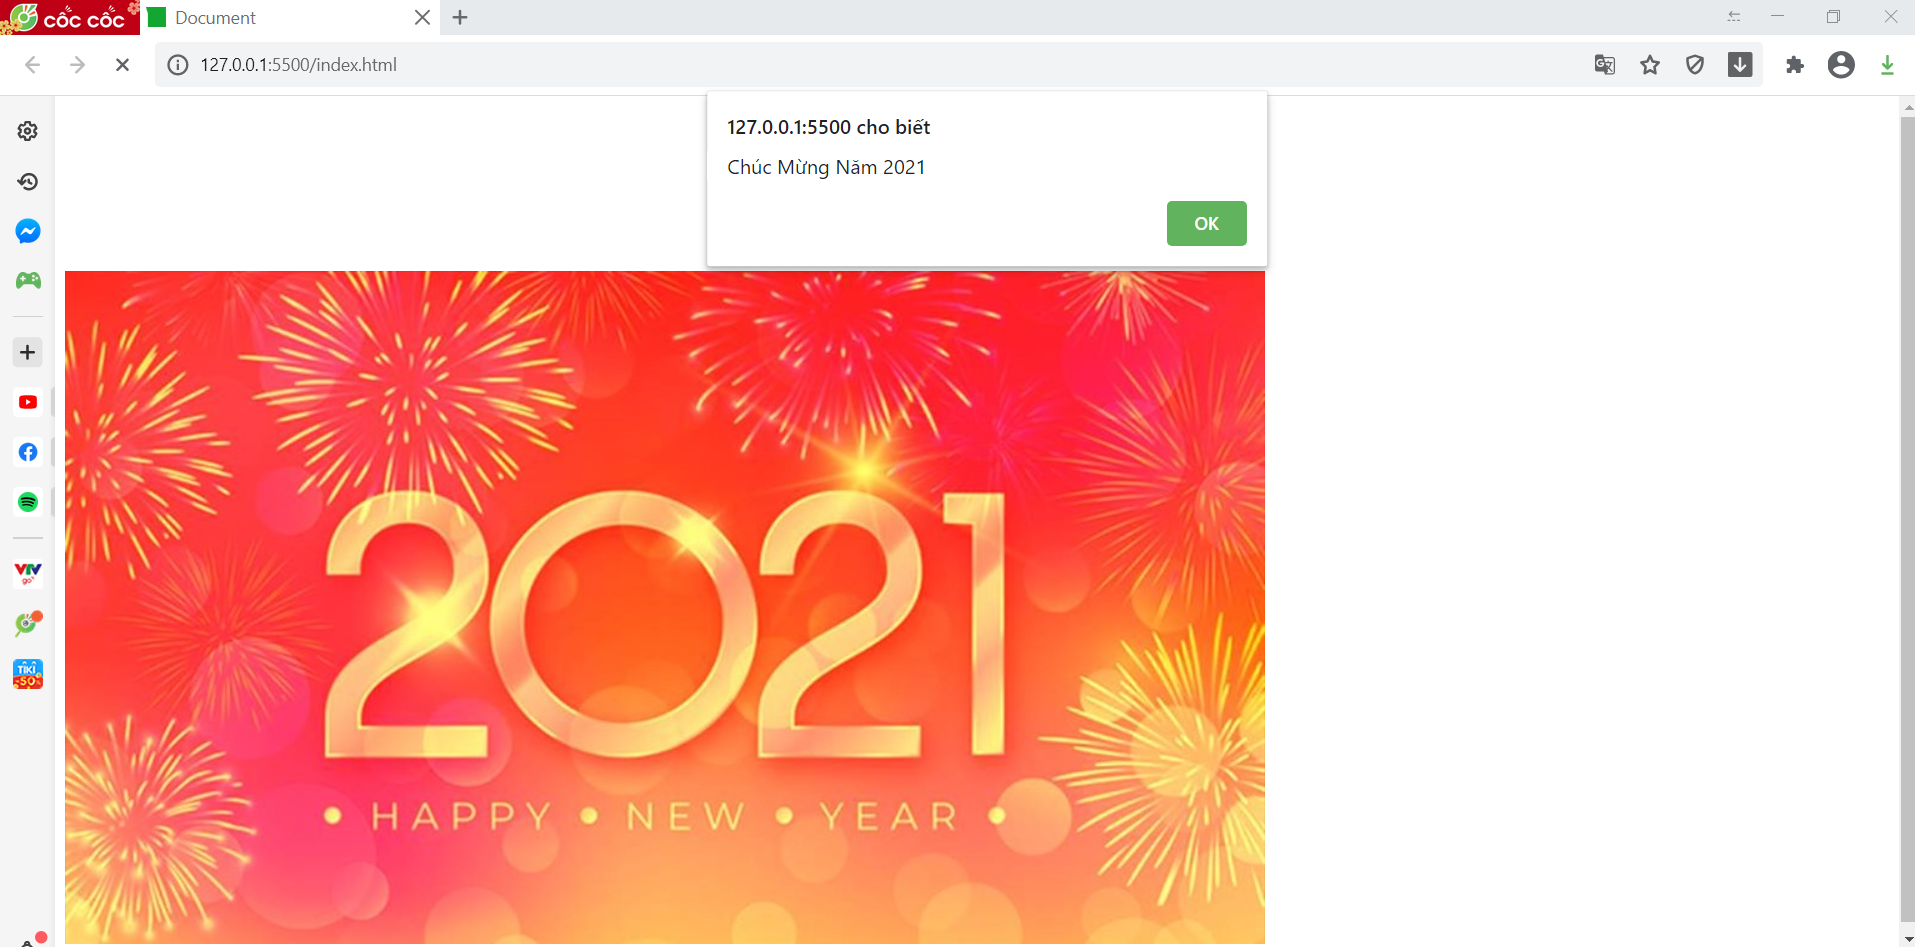 cốc cốc
Document
127.0.0.1:5500/index.html
127.0.0.1:5500 cho biết
Chúc Mừng Năm 2021
OK
2021
• HAPPY • NEW • YEAR •
VTV
go
TIKI